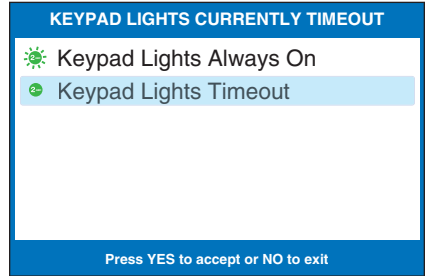 KEYPAD LIGHTS CURRENTLY TIMEOUT
Keypad Lights Always On
Keypad Lights Timeout
Press YES to accept or NO to exit